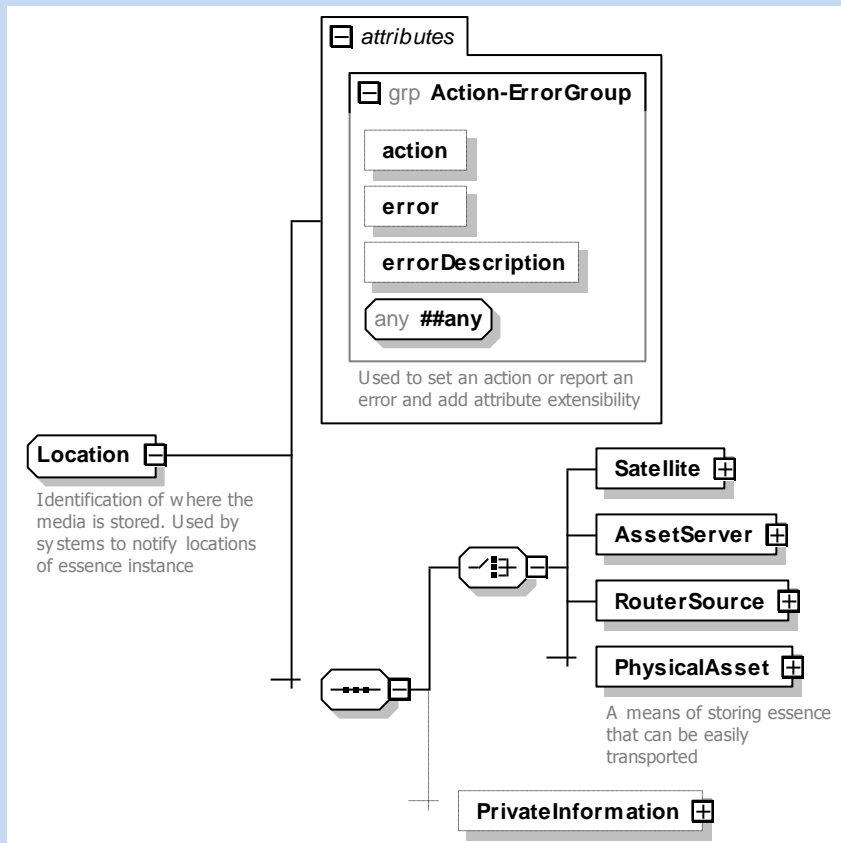 attributes
grp Action-ErrorGroup
action
error
errorDescription
any ##any
Used to set an action or report an
error and add attribute extensibility
Location
Identification of where the
media is stored. Used by
systems to notify locations
of essence instance
Satellite
AssetServer
RouterSource
PhysicalAsset
A means of storing essence
that can be easily
transported
PrivateInformation